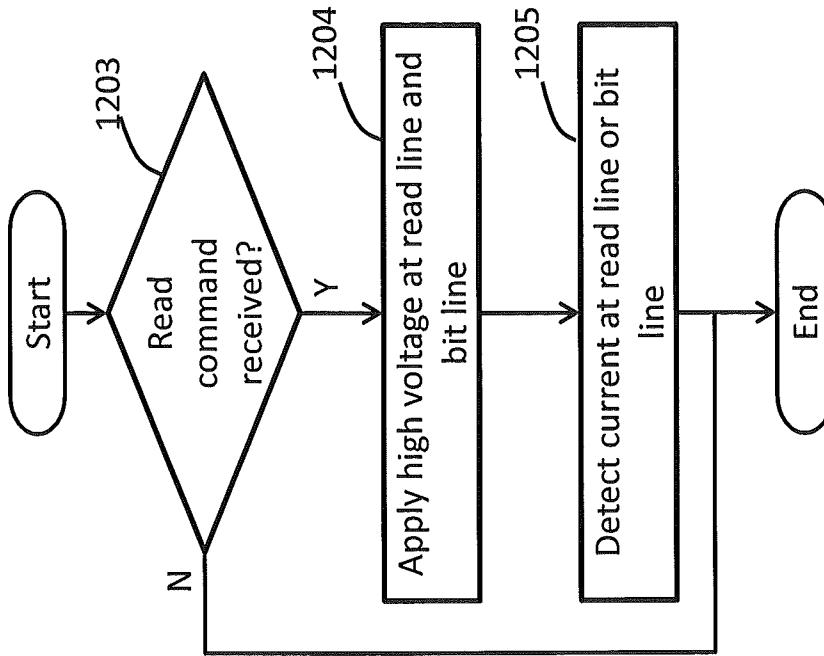 Start
1203
Read
command
received?
N
Y
1204
Apply high voltage at read line and
bit line
1205
Detect current at read line or bit
line
End